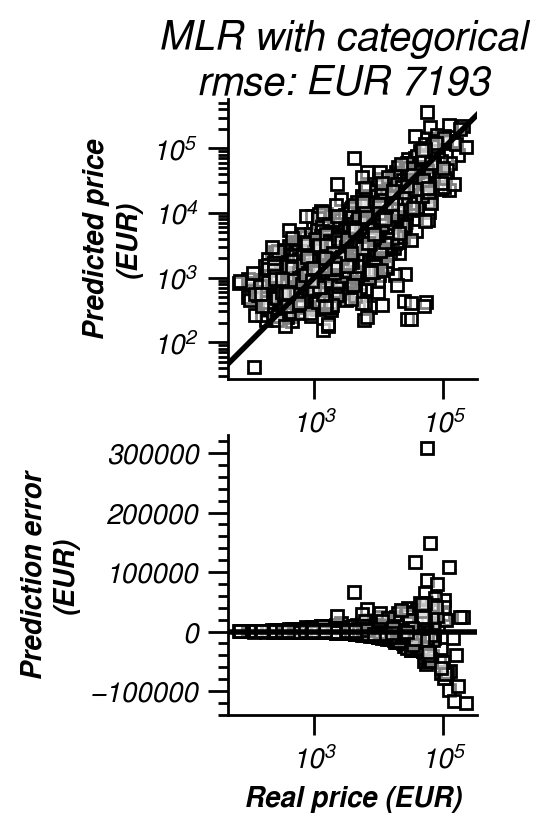 MLR with categorical
rmse: EUR 7193
Predicted price
(EUR)
10^5
10^4
10^3
10^2
10^3 10^5
Prediction error
(EUR)
300000
200000
100000
0
−100000
10^3 10^5
Real price (EUR)